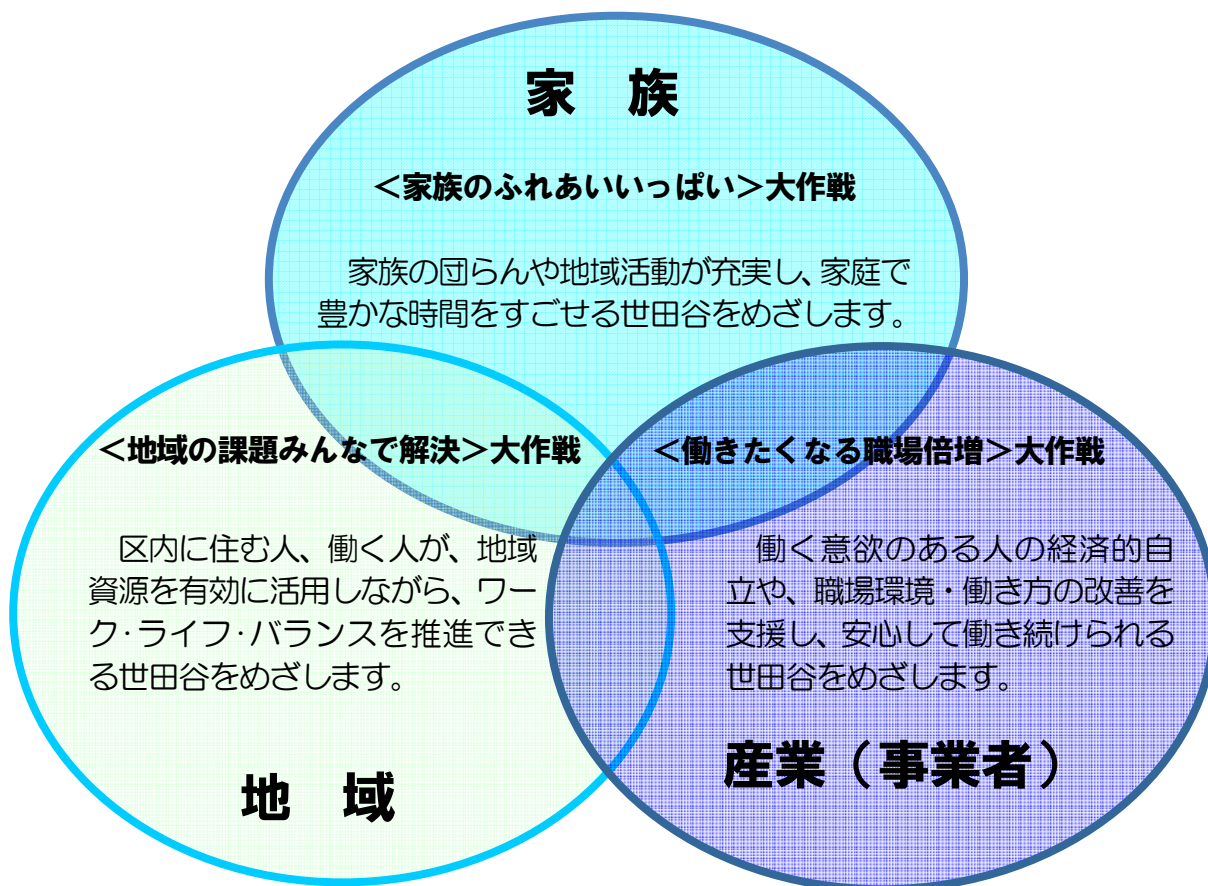 家　族
＜家族のふれあいいっぱい＞大作戦
家族の団らんや地域活動が充実し、家庭で
豊かな時間をすごせる世田谷をめざします。
＜地域の課題みんなで解決＞大作戦
区内に住む人、働く人が、地域
資源を有効に活用しながら、ワー
ク・ライフ・バランスを推進でき
る世田谷をめざします。
地　域
＜働きたくなる職場倍増＞大作戦
働く意欲のある人の経済的自
立や、職場環境・働き方の改善を
支援し、安心して働き続けられる
世田谷をめざします。
産業（事業者）